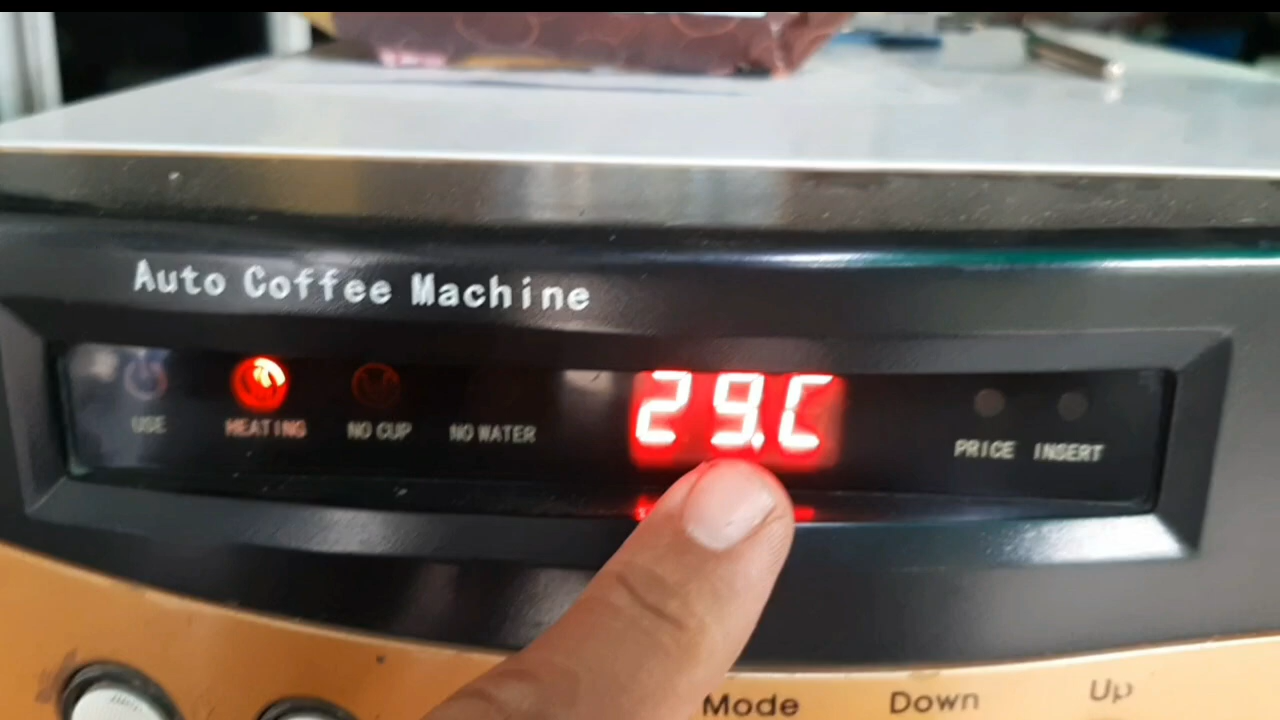 Auto Coffee Machine
29.C
USE HEATING NO CUP NO WATER PRICE INSERT
Mode Down Up